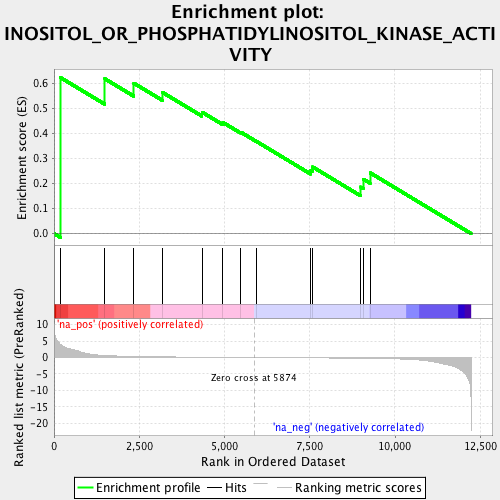 Enrichment plot:
INOSITOL_OR_PHOSPHATIDYLINOSITOL_KINASE_ACTI
VITY
Enrichment score (ES)
0.6
0.5
0.4
0.3
0.2
0.1
0.0
'na_pos' (positively correlated)
Ranked list metric (PreRanked)
10
5
0
-5
-10
-15
-20
Zero cross at 5874
'na_neg' (negatively correlated)
0
2,500
5,000
7,500
10,000
12,500
Rank in Ordered Dataset
Enrichment profile
Hits
Ranking metric scores